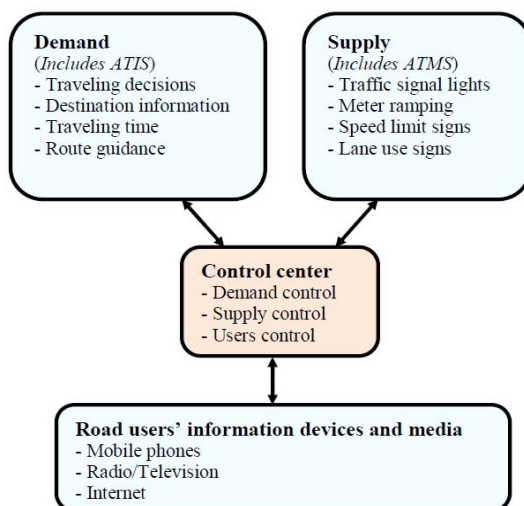 Demand
(Includes ATIS)
- Traveling decisions
- Destination information
- Traveling time
- Route guidance
Supply
(Includes ATMS)
- Traffic signal lights
- Meter ramping
- Speed limit signs
- Lane use signs
Control center
- Demand control
- Supply control
- Users control
Road users’ information devices and media
- Mobile phones
- Radio/Television
- Internet